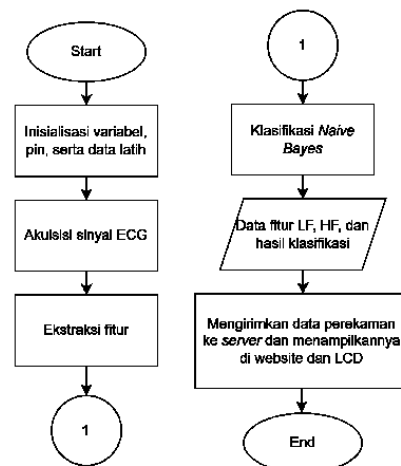 Start
Inisialisasi variabel,
pin, serta data latih
Akuisisi sinyal ECG
Ekstraksi fitur
1
1
Klasifikasi Naive
Bayes
Data fitur LF, HF, dan
hasil klasifikasi
Mengirimkan data perekaman
ke server dan menampilkannya
di website dan LCD
End